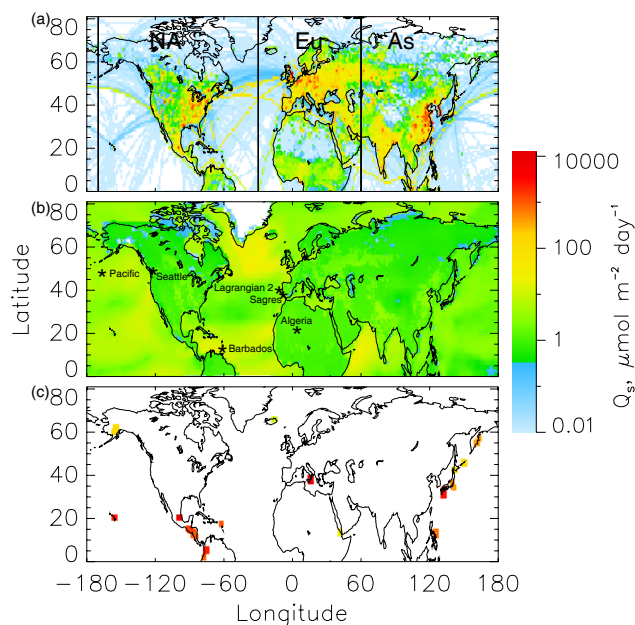 (a)
NA
Eu
As
80
60
40
20
0
(b)
80
60
40
20
0
Pacific
Seattle
Lagrangian 2
Sagres
Algeria
Barbados
(c)
80
60
40
20
0
−180
−120
−60
0
60
120
180
Latitude
Longitude
10000
100
1
0.01
Qs, μmol m⁻² day⁻¹